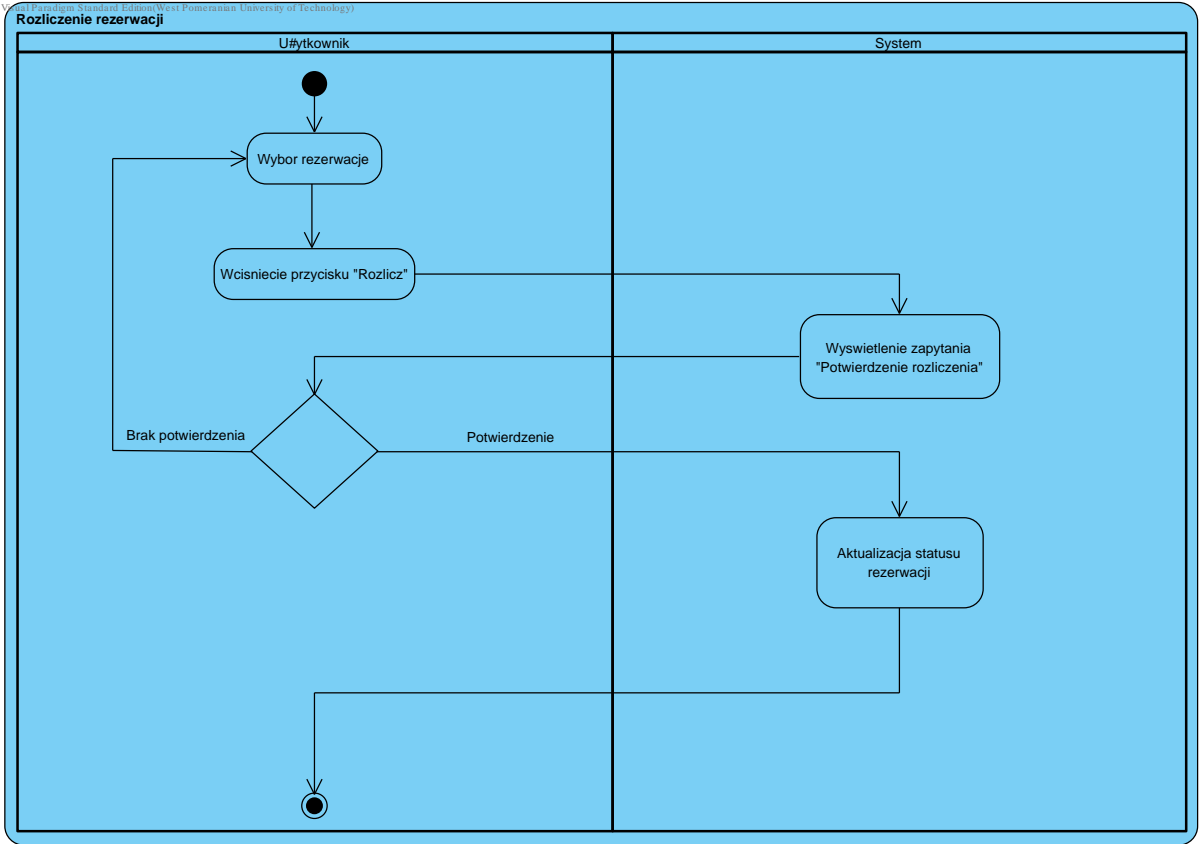 Visual Paradigm Standard Edition(West Pomeranian University of Technology)
Rozliczenie rezerwacji
U#ytkownik
System
Wybor rezerwacje
Wcisniecie przycisku "Rozlicz"
Wyswietlenie zapytania
"Potwierdzenie rozliczenia"
Brak potwierdzenia
Potwierdzenie
Aktualizacja statusu
rezerwacji